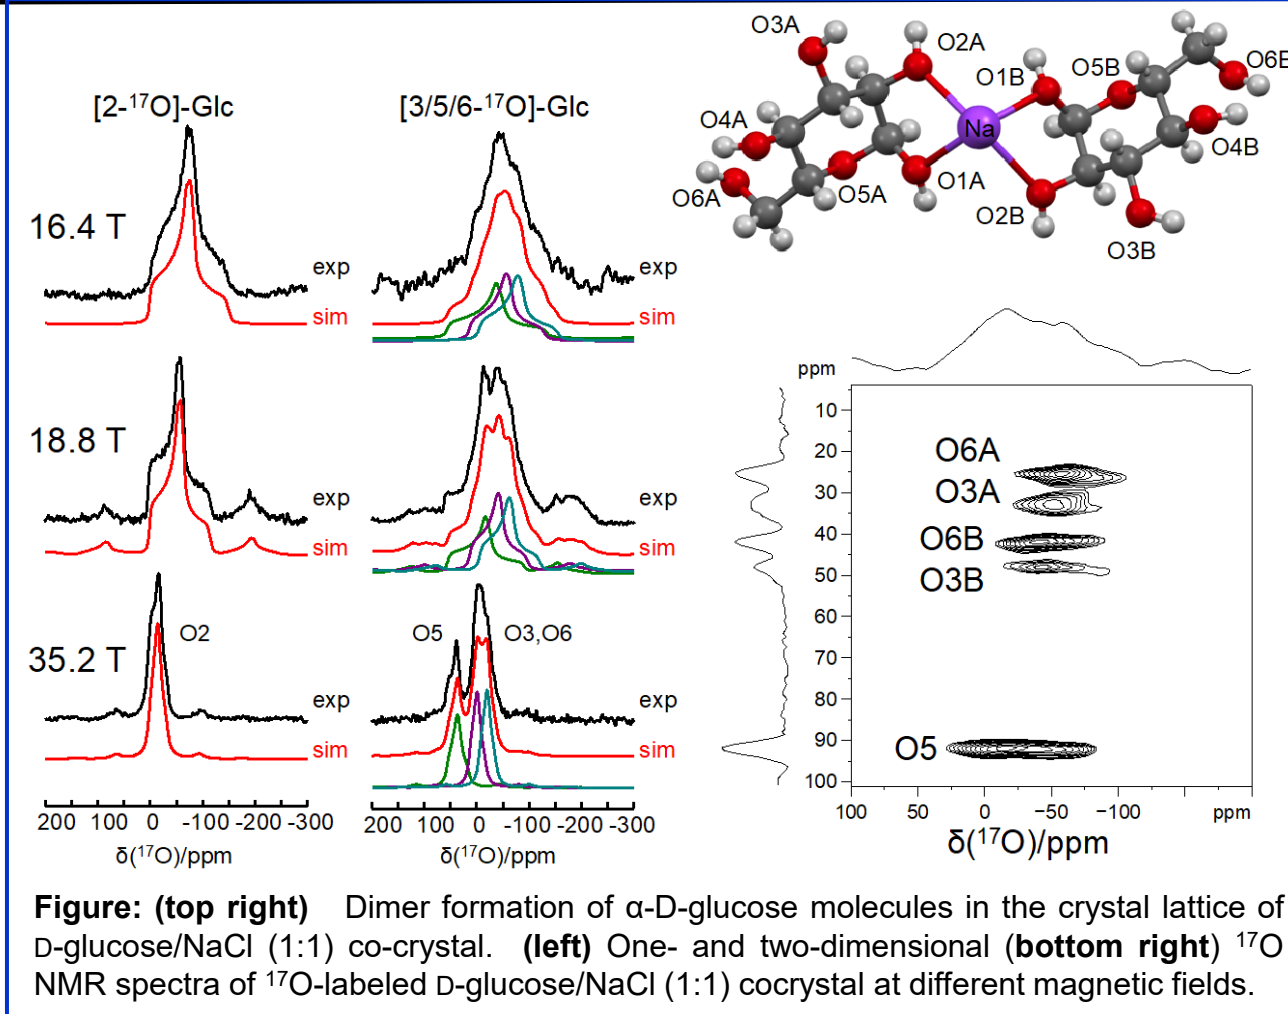 [2-¹⁷O]-Glc
[3/5/6-¹⁷O]-Glc
16.4 T
exp
sim
exp
sim
18.8 T
exp
sim
exp
sim
35.2 T
O2
exp
sim
O5
O3,O6
exp
sim
200 100 0 -100 -200 -300
δ(¹⁷O)/ppm
200 100 0 -100 -200 -300
δ(¹⁷O)/ppm
O3A
O2A
O1B
O5B
O6B
O4A
Na
O4B
O6A
O5A
O1A
O2B
O3B
ppm
10
20
30
40
50
60
70
80
90
100
O6A
O3A
O6B
O3B
O5
100 50 0 -50 −100 ppm
δ(¹⁷O)/ppm
Figure: (top right) Dimer formation of α-D-glucose molecules in the crystal lattice of
D-glucose/NaCl (1:1) co-crystal. (left) One- and two-dimensional (bottom right) ¹⁷O
NMR spectra of ¹⁷O-labeled D-glucose/NaCl (1:1) cocrystal at different magnetic fields.